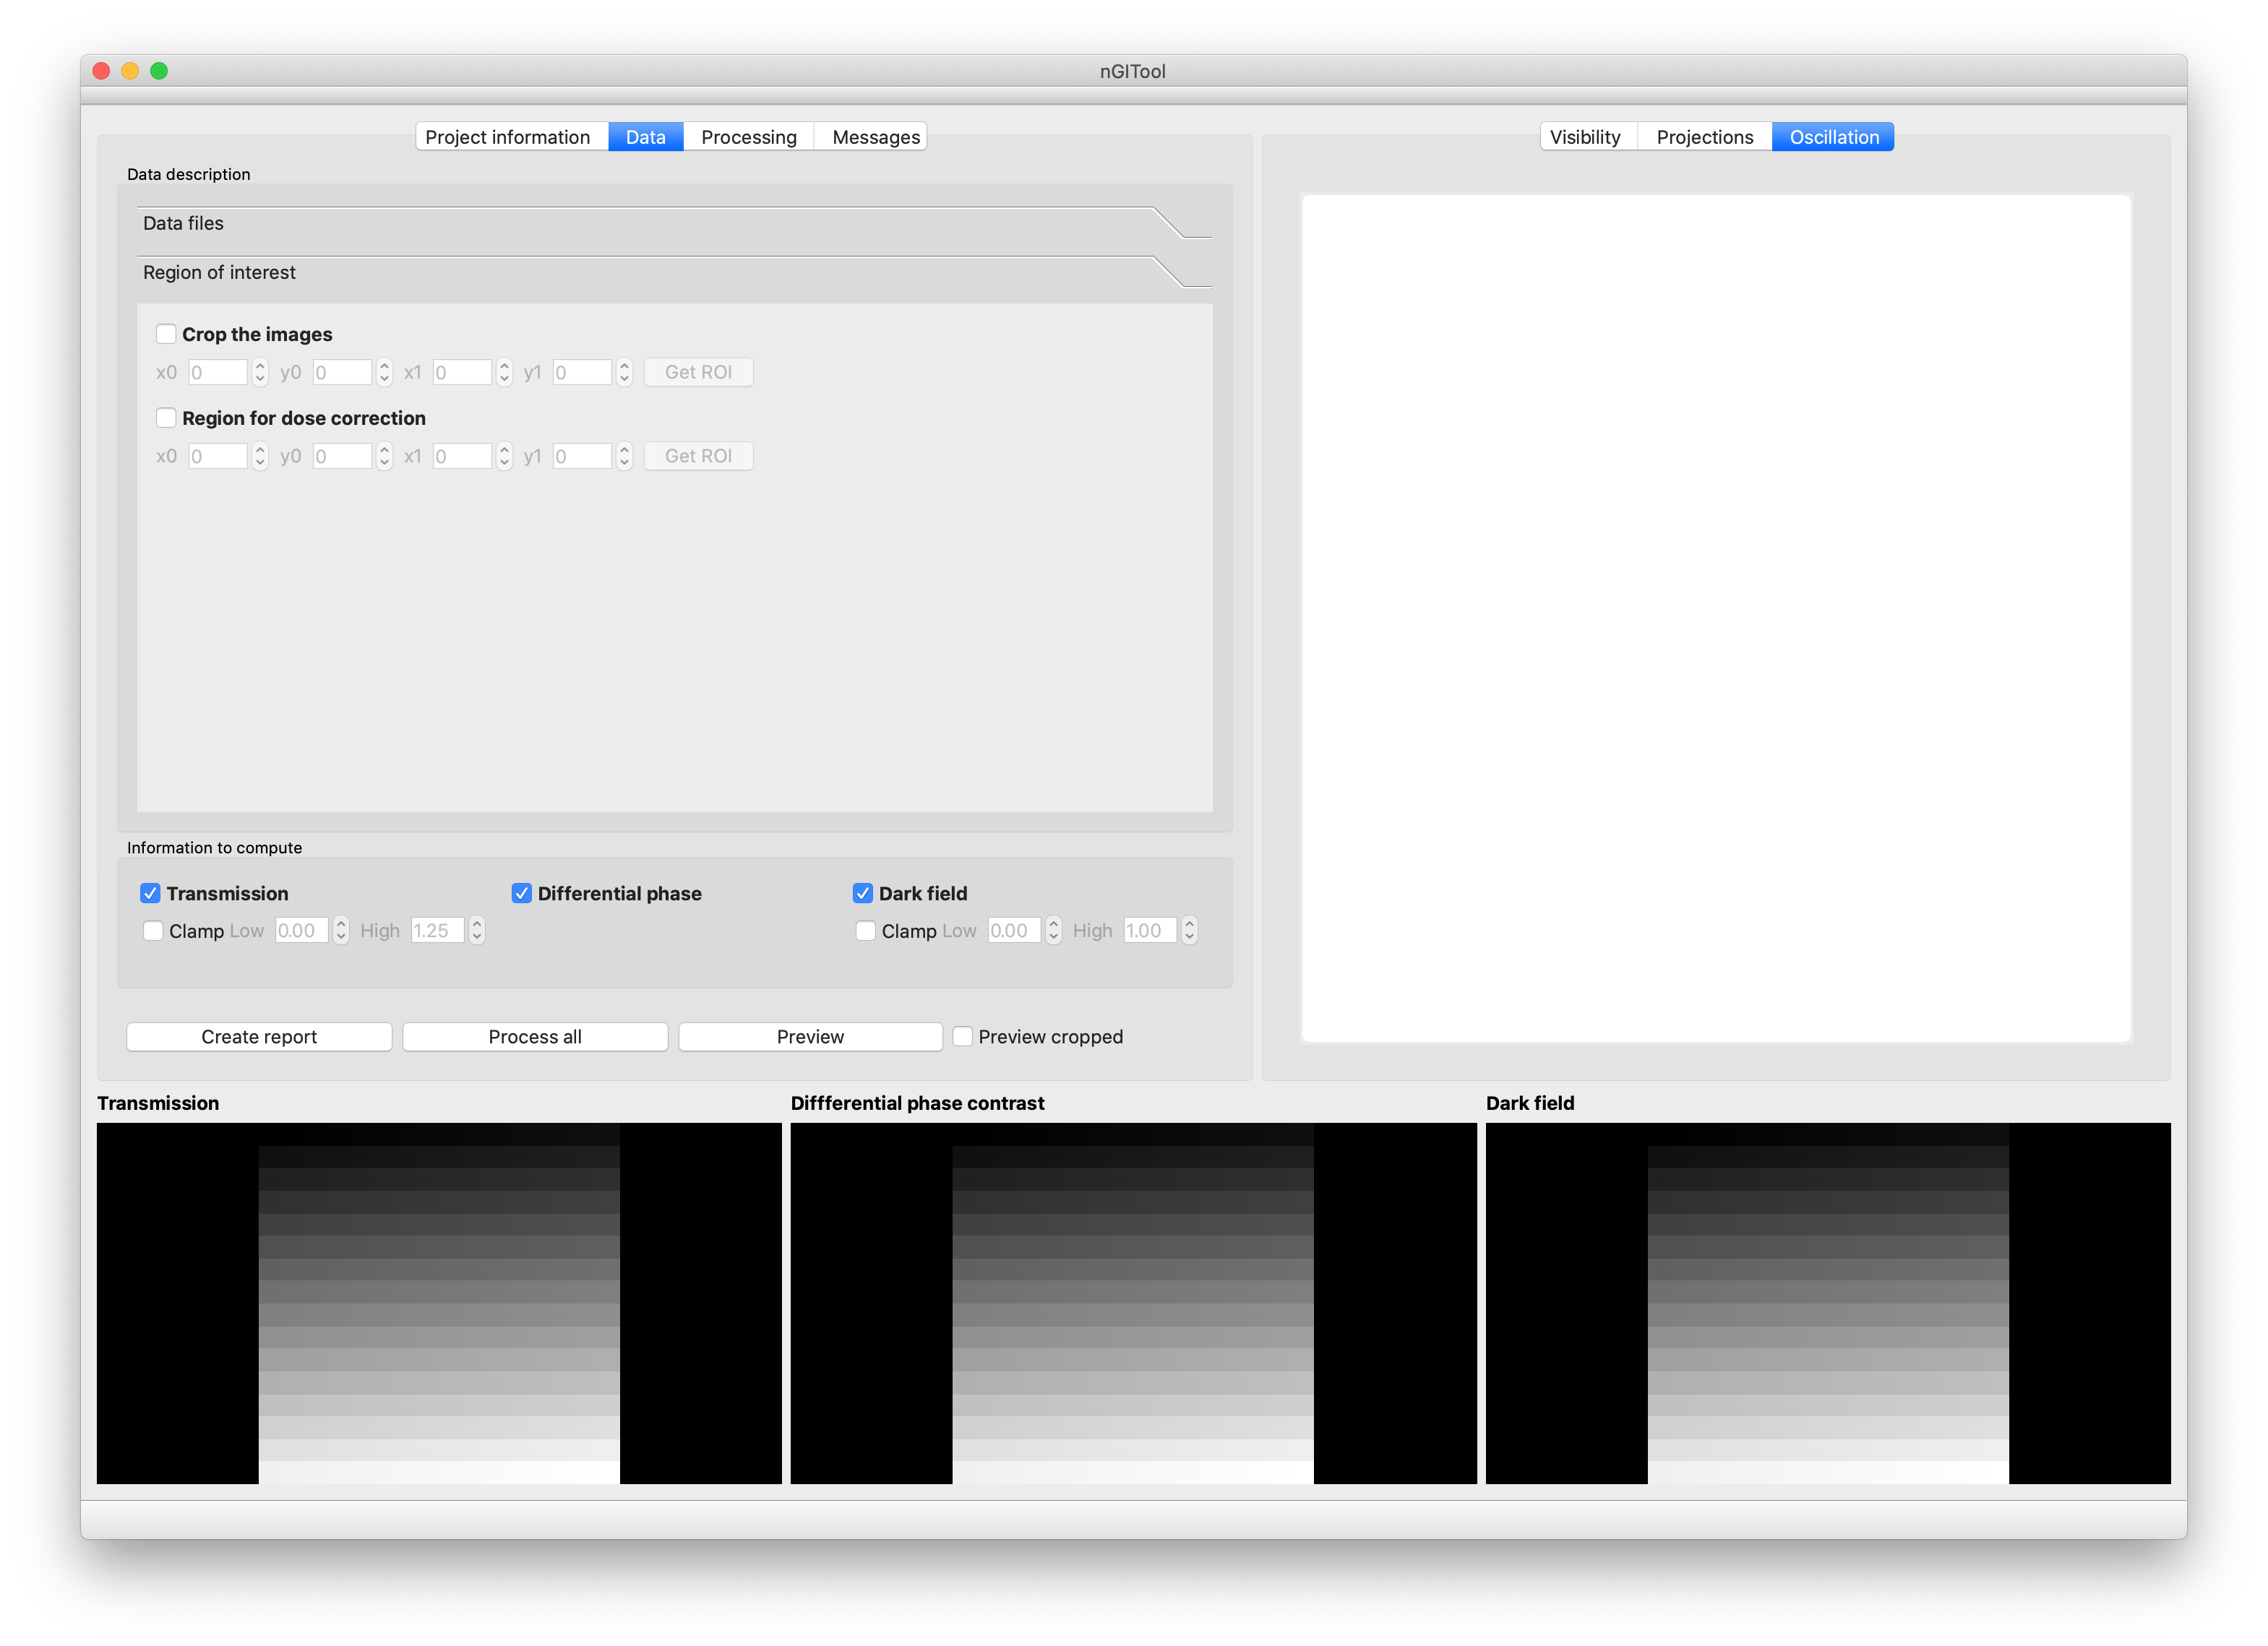 nGITool
Project information Data Processing Messages
Visibility Projections Oscillation
Data description
Data files
Region of interest
Crop the images
x0 0 y0 0 x1 0 y1 0 Get ROI
Region for dose correction
x0 0 y0 0 x1 0 y1 0 Get ROI
Information to compute
Transmission Differential phase Dark field
Clamp Low 0.00 High 1.25 Clamp Low 0.00 High 1.00
Create report Process all Preview Preview cropped
Transmission Diffferential phase contrast Dark field